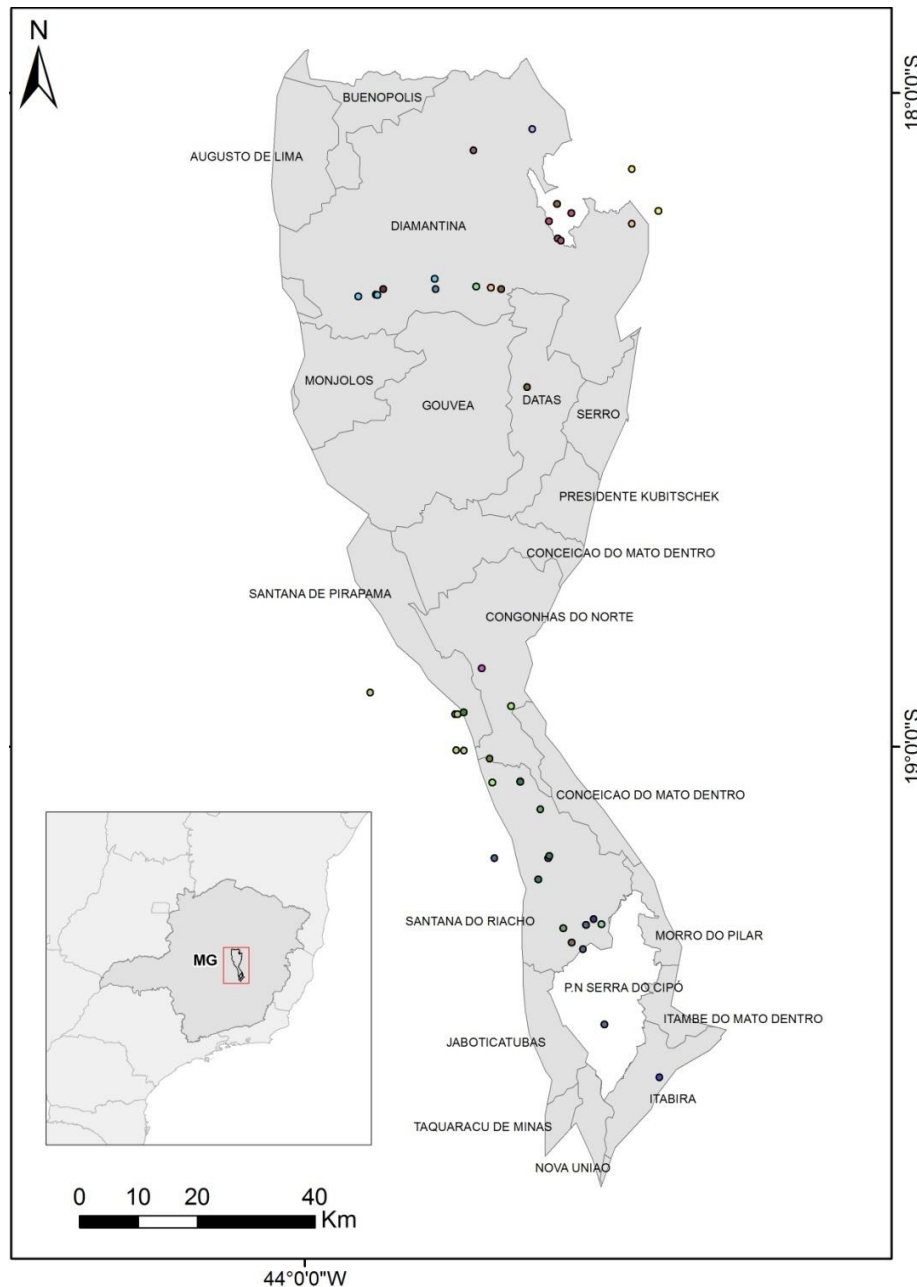 N
18°0'0"S
BUENOPOLIS
AUGUSTO DE LIMA
DIAMANTINA
MONJOLOS
GOUVEA
DATAS
SERRO
PRESIDENTE KUBITSCHEK
CONCEICAO DO MATO DENTRO
SANTANA DE PIRAPAMA
CONGONHAS DO NORTE
19°0'0"S
CONCEICAO DO MATO DENTRO
SANTANA DO RIACHO
MORRO DO PILAR
MG
P.N SERRA DO CIPÓ
ITAMBE DO MATO DENTRO
JABOTICATUBAS
ITABIRA
TAQUARACU DE MINAS
NOVA UNIAO
0 10 20 40
Km
44°0'0"W